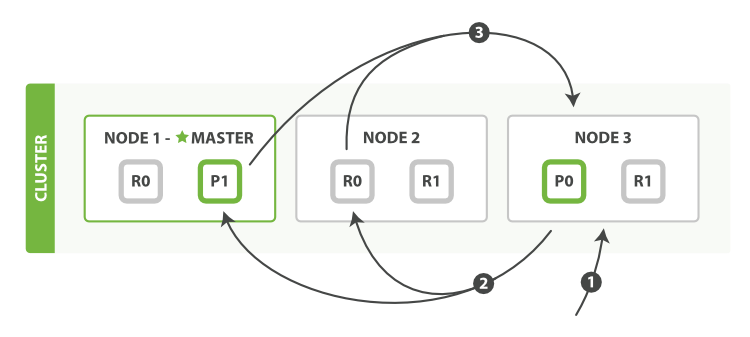 3
CLUSTER
NODE 1 - ★ MASTER
R0
P1
NODE 2
R0
R1
NODE 3
P0
R1
2
1